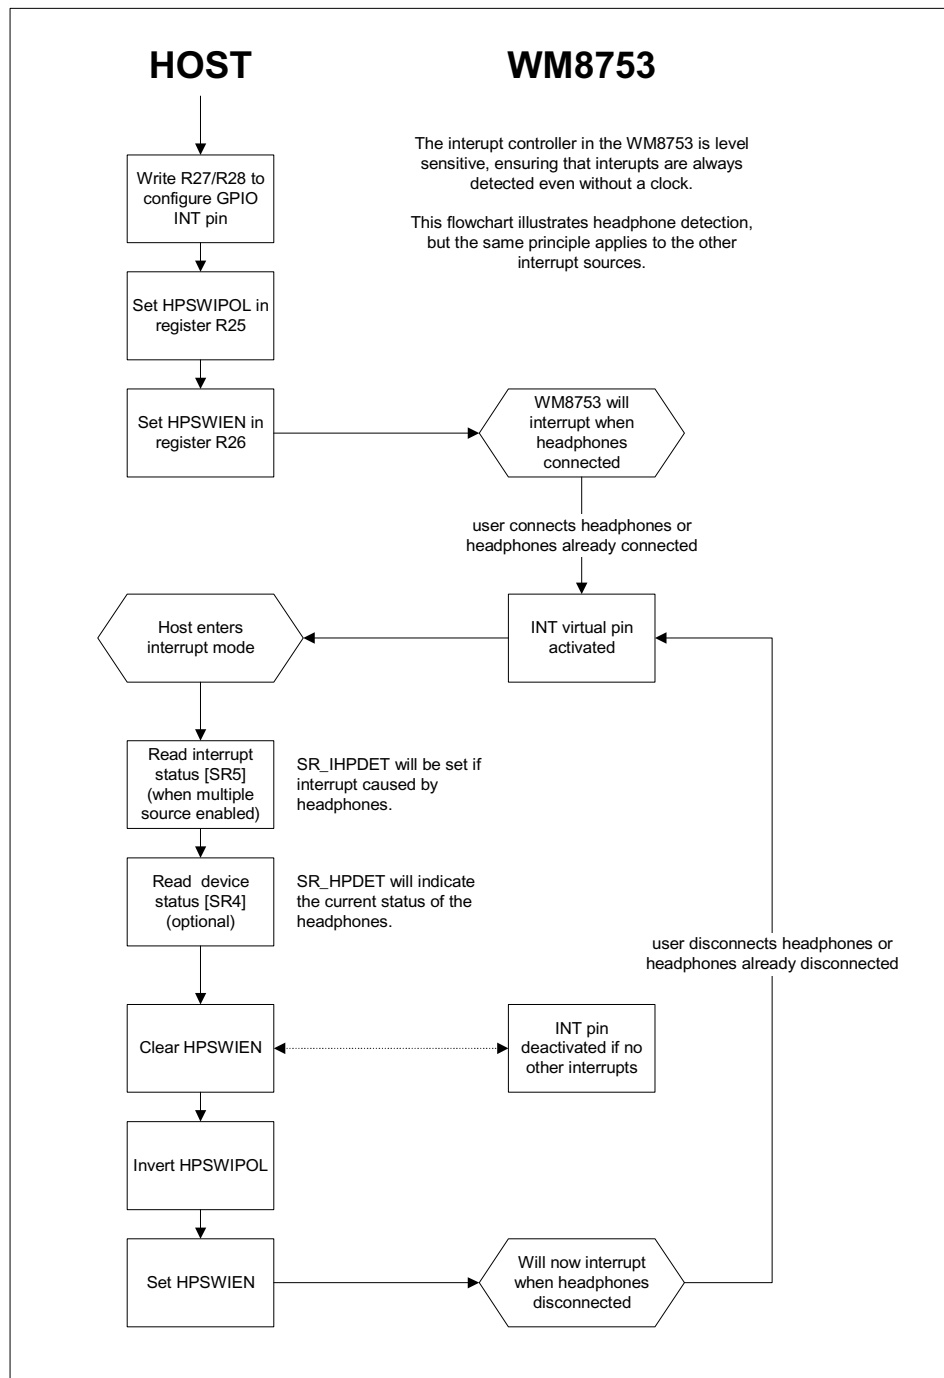 HOST
WM8753
The interupt controller in the WM8753 is level
sensitive, ensuring that interupts are always
detected even without a clock.
This flowchart illustrates headphone detection,
but the same principle applies to the other
interrupt sources.
Write R27/R28 to
configure GPIO
INT pin
Set HPSWIPOL in
register R25
Set HPSWIEN in
register R26
WM8753 will
interrupt when
headphones
connected
user connects headphones or
headphones already connected
INT virtual pin
activated
Host enters
interrupt mode
Read interrupt
status [SR5]
(when multiple
source enabled)
SR_IHPDET will be set if
interrupt caused by
headphones.
Read device
status [SR4]
(optional)
SR_HPDET will indicate
the current status of the
headphones.
user disconnects headphones or
headphones already disconnected
Clear HPSWIEN
INT pin
deactivated if no
other interrupts
Invert HPSWIPOL
Set HPSWIEN
Will now interrupt
when headphones
disconnected